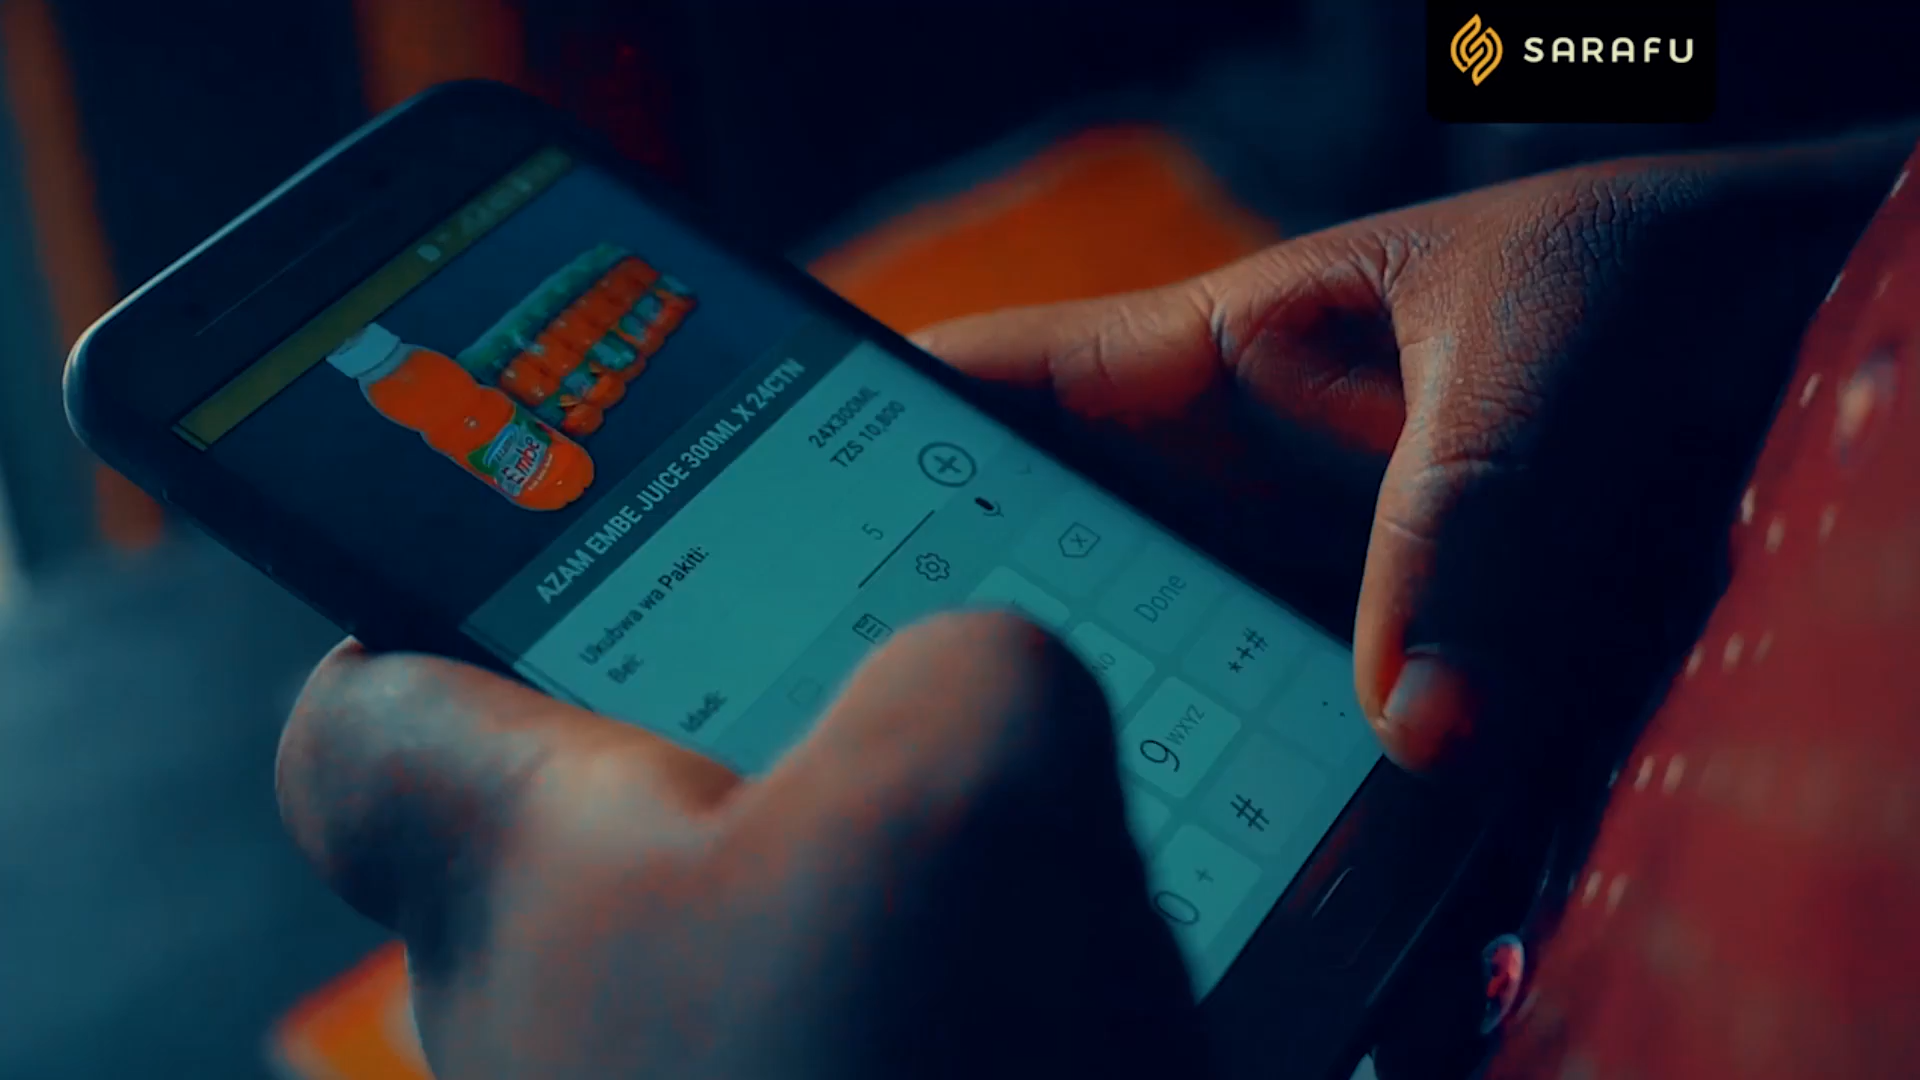 SARAFU
Embe
AZAM EMBE JUICE 300ML X 24CTN
Ukubwa wa Pakiti:
24X300ML
Bei:
TZS 10,800
Idadi:
5
Done
*+#
9 WXYZ
#
0 +